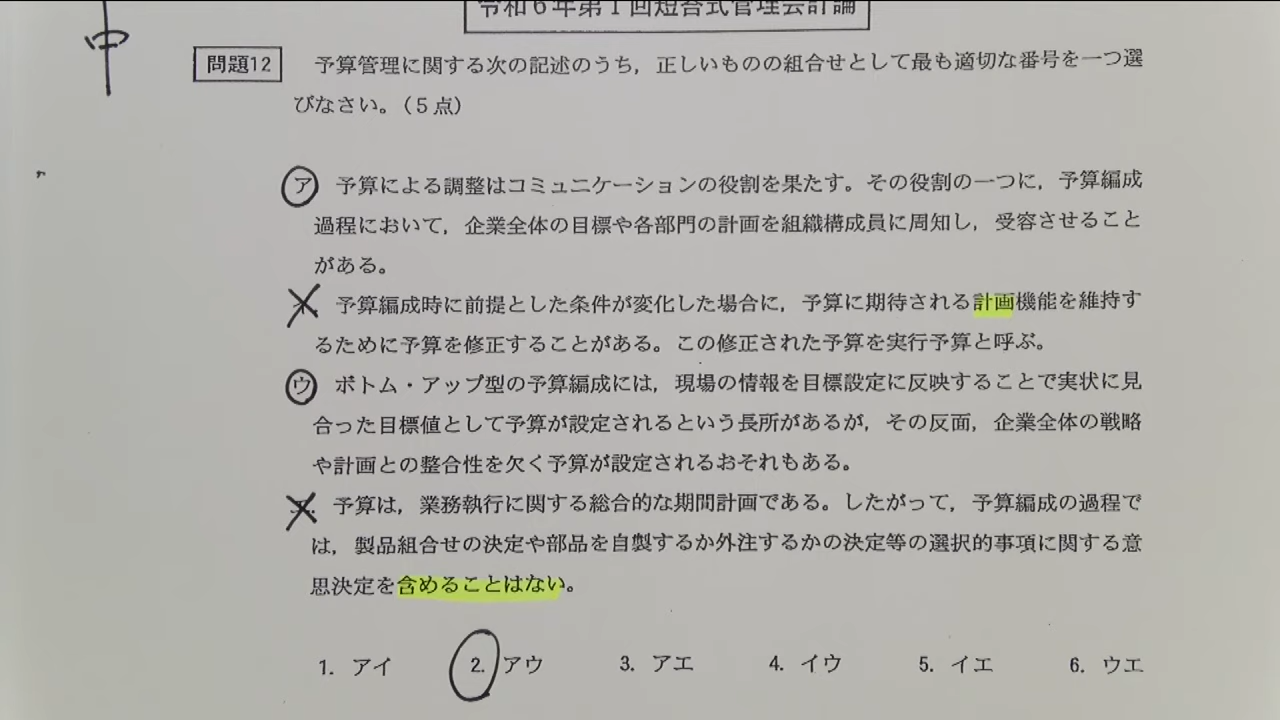 令和6年第1回短答式管理会計論
中
問題12 予算管理に関する次の記述のうち，正しいものの組合せとして最も適切な番号を一つ選
びなさい。（5点）
ア 予算による調整はコミュニケーションの役割を果たす。その役割の一つに，予算編成
過程において，企業全体の目標や各部門の計画を組織構成員に周知し，受容させること
がある。
予算編成時に前提とした条件が変化した場合に，予算に期待される計画機能を維持す
るために予算を修正することがある。この修正された予算を実行予算と呼ぶ。
ウ ボトム・アップ型の予算編成には，現場の情報を目標設定に反映することで実状に見
合った目標値として予算が設定されるという長所があるが，その反面，企業全体の戦略
や計画との整合性を欠く予算が設定されるおそれもある。
予算は，業務執行に関する総合的な期間計画である。したがって，予算編成の過程で
は，製品組合せの決定や部品を自製するか外注するかの決定等の選択的事項に関する意
思決定を含めることはない。
1. アイ 2. アウ 3. アエ 4. イウ 5. イエ 6. ウエ